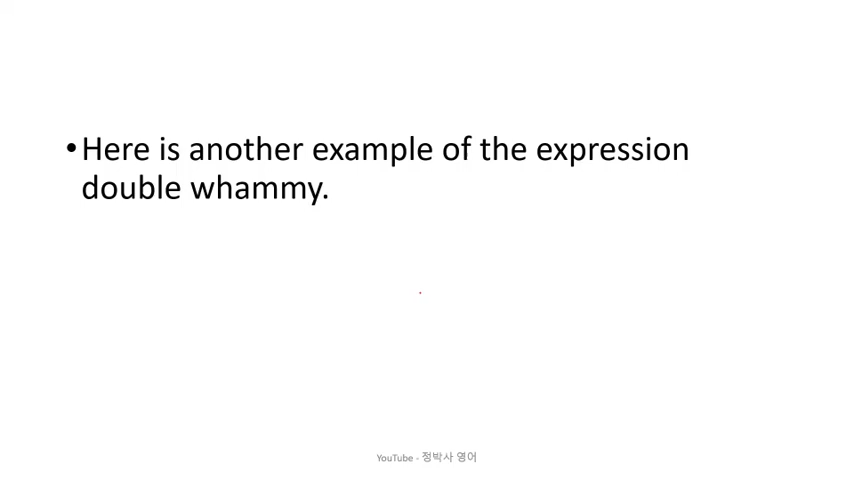 •Here is another example of the expression
double whammy.
YouTube - 정박사 영어